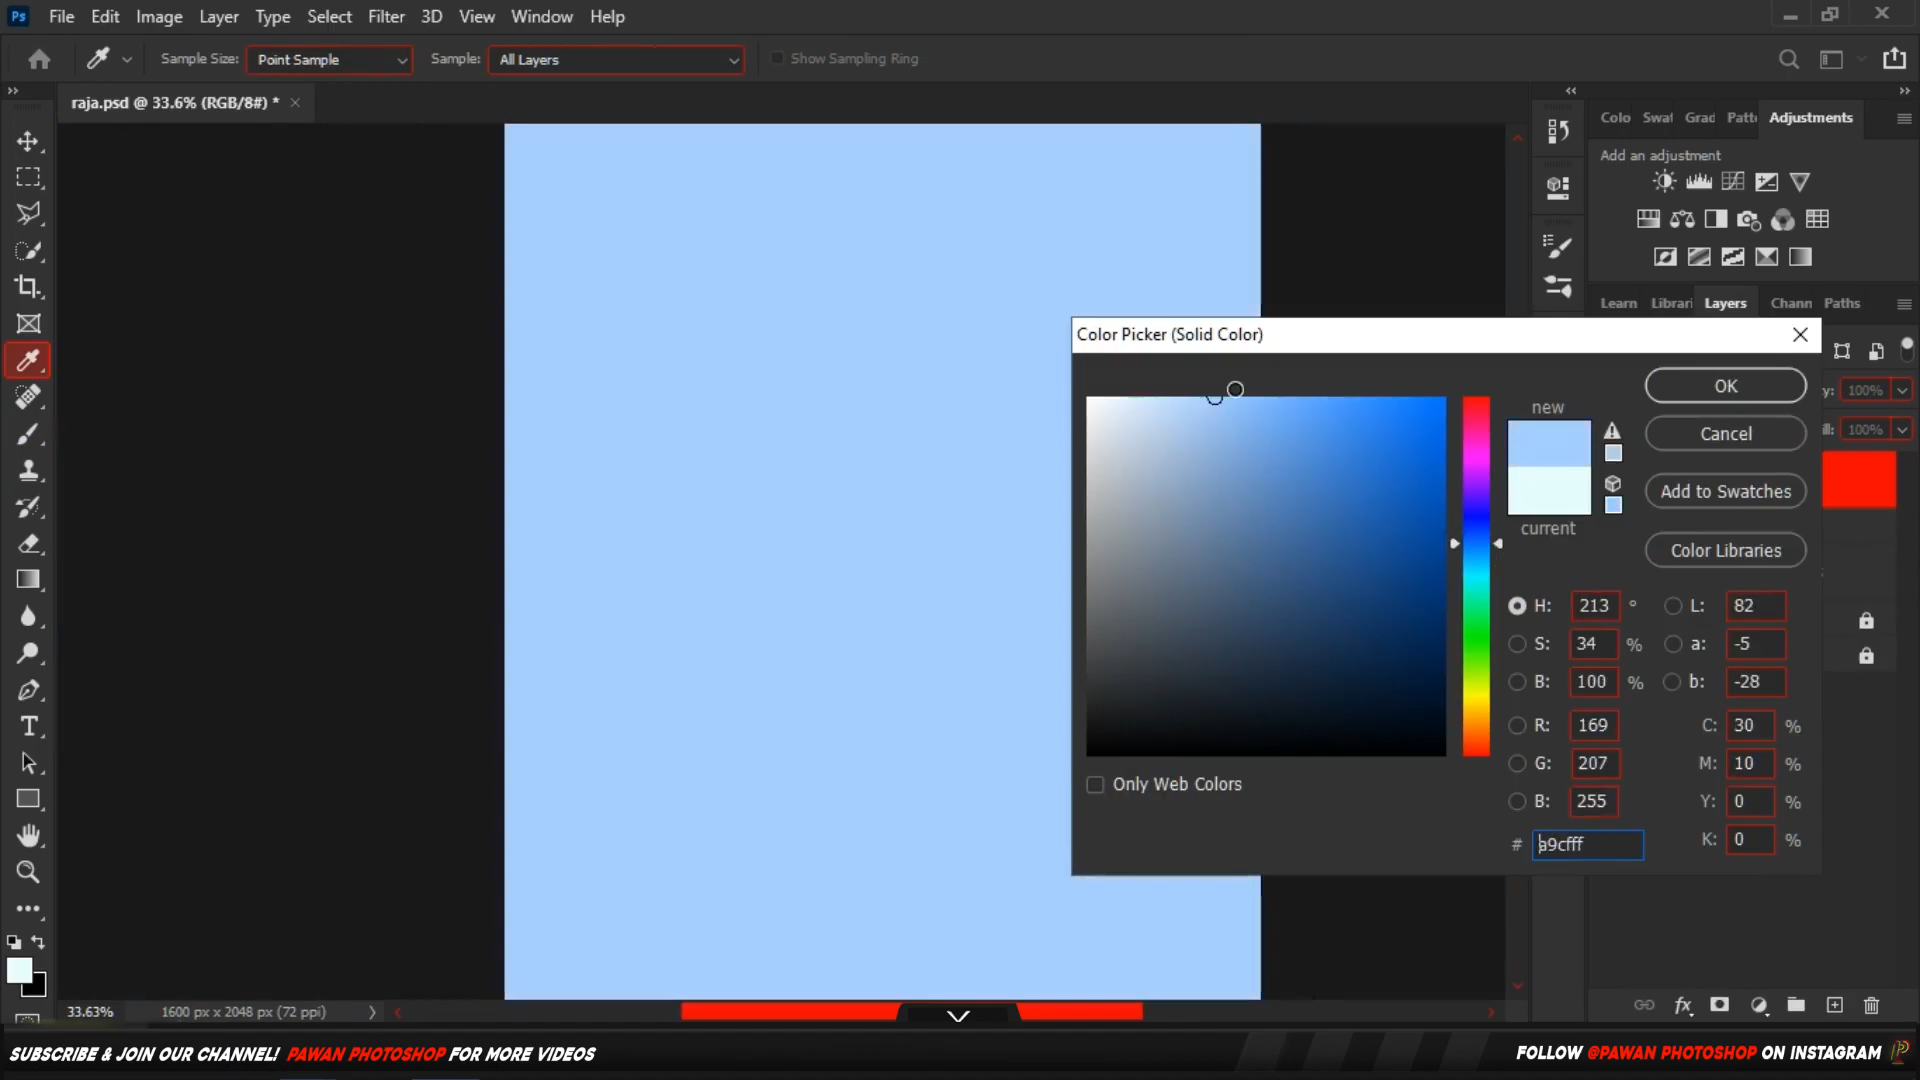 Ps File Edit Image Layer Type Select Filter 3D View Window Help
Sample Size: Point Sample Sample: All Layers Show Sampling Ring
raja.psd @ 33.6% (RGB/8#) *
Colo Swat Grad Patte Adjustments
Add an adjustment
Learn Librari Layers Chann Paths
Color Picker (Solid Color)
OK
y: 100%
new
Cancel
ll: 100%
Add to Swatches
current
Color Libraries
H: 213 ° L: 82
S: 34 % a: -5
B: 100 % b: -28
R: 169 C: 30 %
G: 207 M: 10 %
Only Web Colors
B: 255 Y: 0 %
# a9cfff K: 0 %
T
33.63% 1600 px x 2048 px (72 ppi)
fx
SUBSCRIBE & JOIN OUR CHANNEL! PAWAN PHOTOSHOP FOR MORE VIDEOS
FOLLOW @PAWAN PHOTOSHOP ON INSTAGRAM